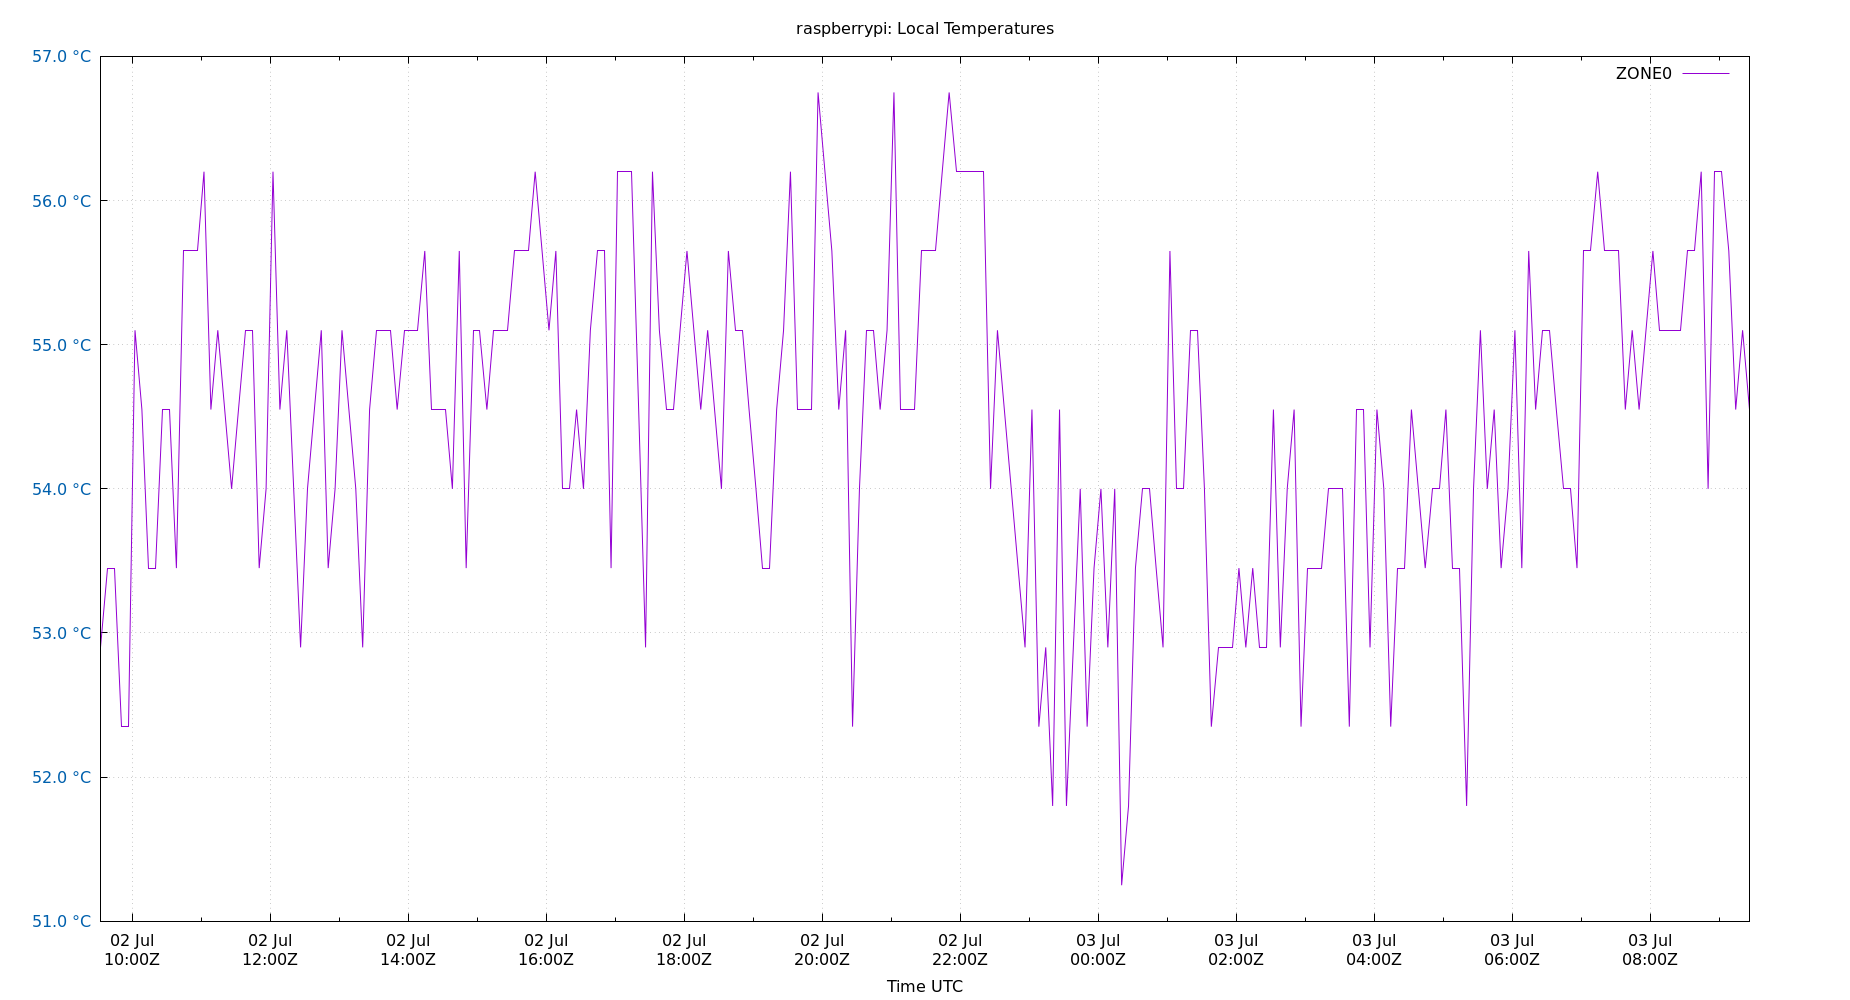 raspberrypi: Local Temperatures
57.0 °C
ZONE0
56.0 °C
55.0 °C
54.0 °C
53.0 °C
52.0 °C
51.0 °C
02 Jul 02 Jul 02 Jul 02 Jul 02 Jul 02 Jul 02 Jul 03 Jul 03 Jul 03 Jul 03 Jul 03 Jul
10:00Z 12:00Z 14:00Z 16:00Z 18:00Z 20:00Z 22:00Z 00:00Z 02:00Z 04:00Z 06:00Z 08:00Z
Time UTC